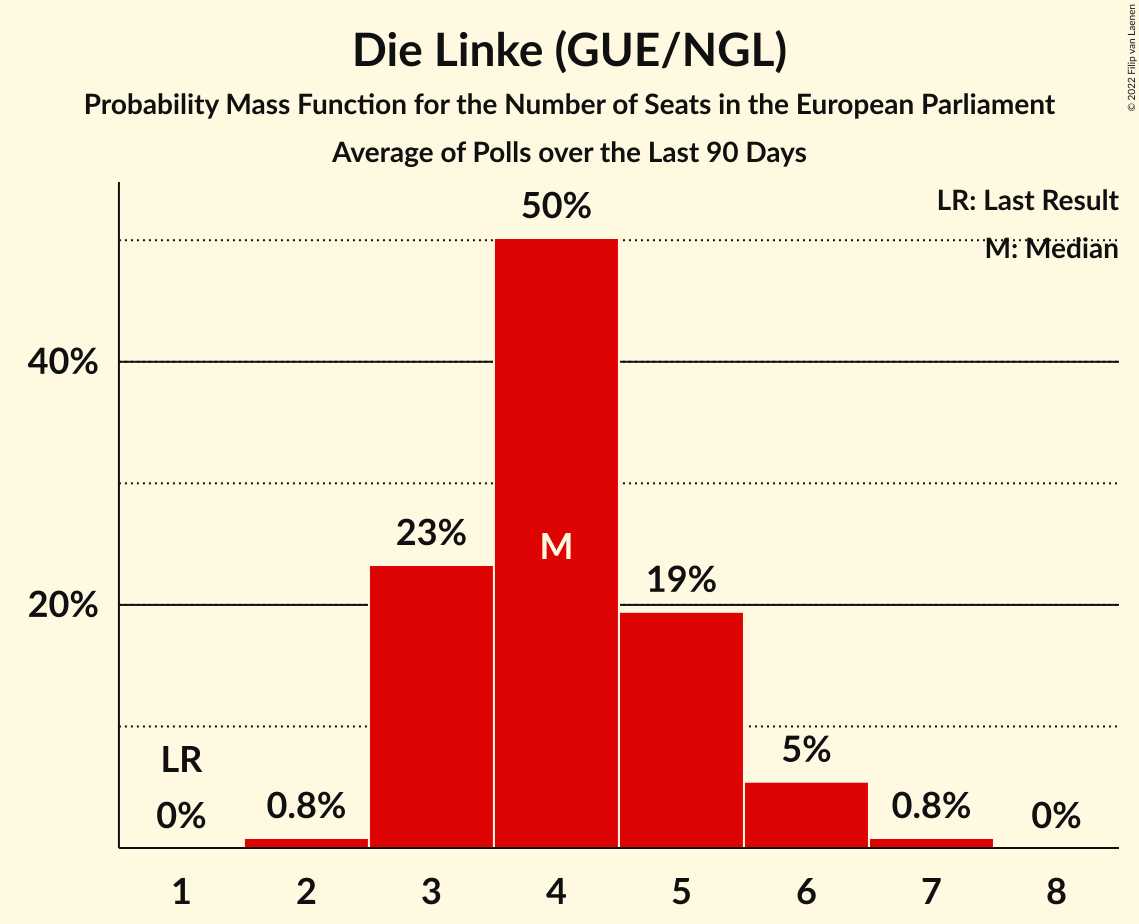 Die Linke (GUE/NGL)
Probability Mass Function for the Number of Seats in the European Parliament
Average of Polls over the Last 90 Days
© 2022 Filip van Laenen
LR: Last Result
M: Median
50%
40%
23%
M
19%
20%
LR
0%
0.8%
5%
0.8%
0%
1 2 3 4 5 6 7 8